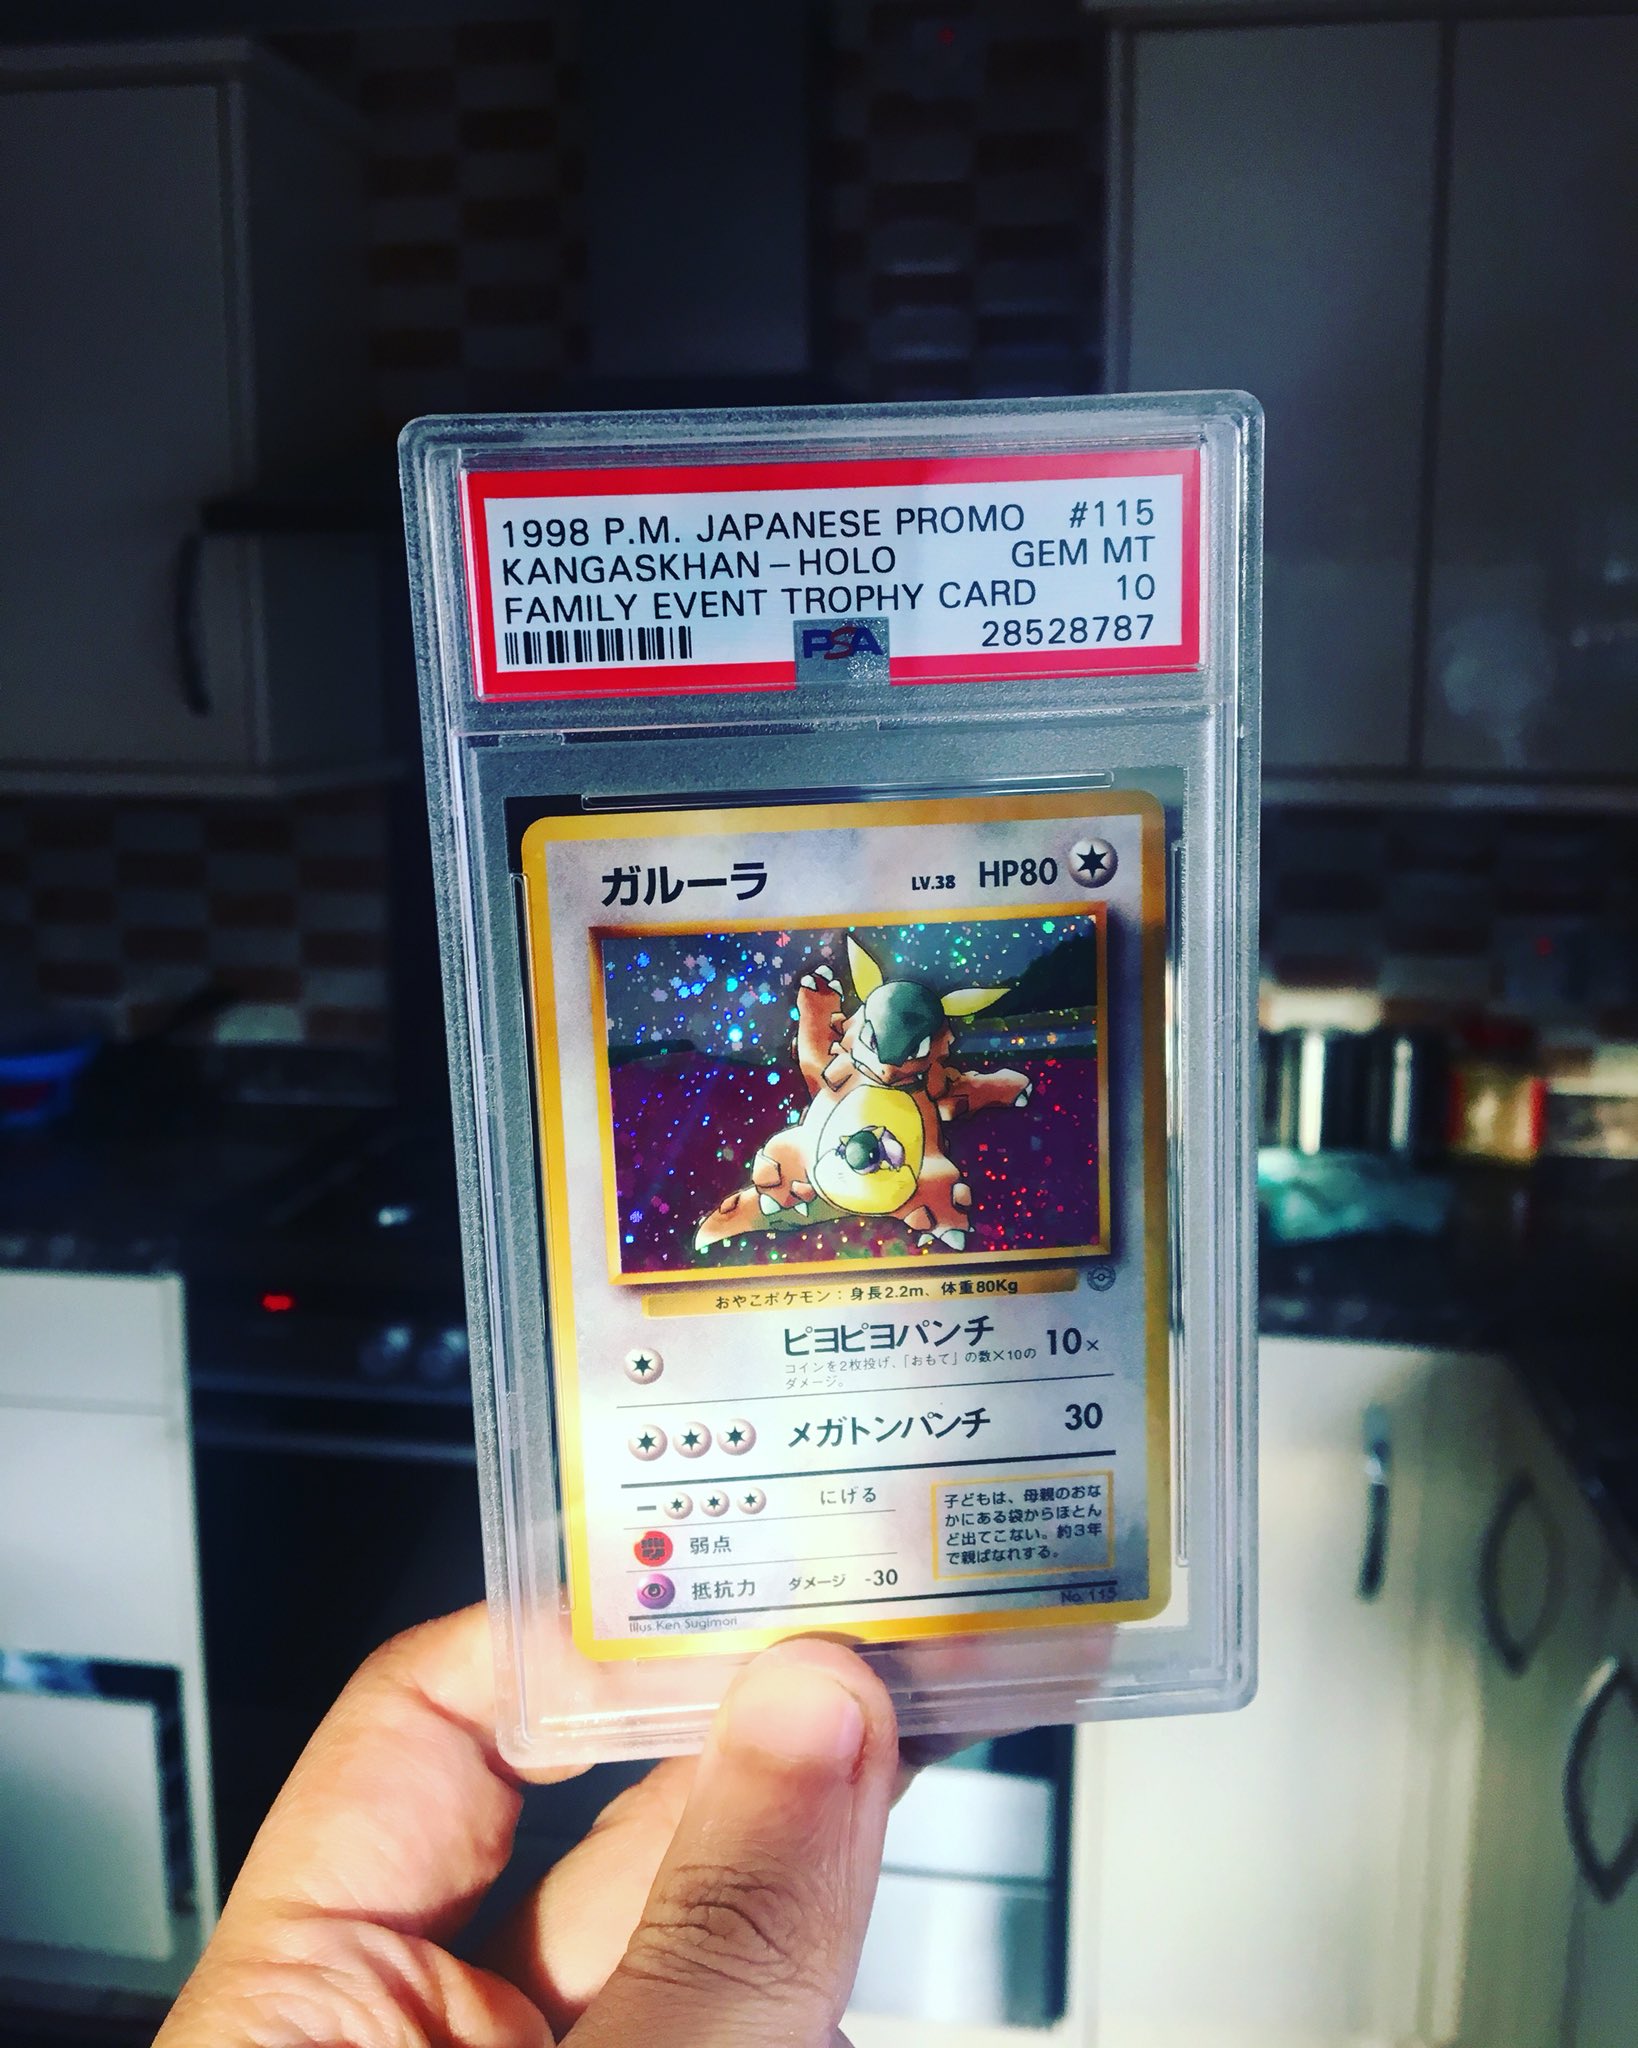 1998 P.M. JAPANESE PROMO #115
KANGASKHAN-HOLO GEM MT
FAMILY EVENT TROPHY CARD 10
PSA 28528787
ガルーラ LV.38 HP80
おやこポケモン：身長2.2m、体重80Kg
ピヨピヨパンチ 10×
コインを2枚投げ、「おもて」の数×10の
ダメージ。
メガトンパンチ 30
にげる
弱点
抵抗力 ダメージ -30
子どもは、母親のおな
かにある袋からほとん
ど出てこない。約3年
で親ばなれする。
No. 115
Illus. Ken Sugimori